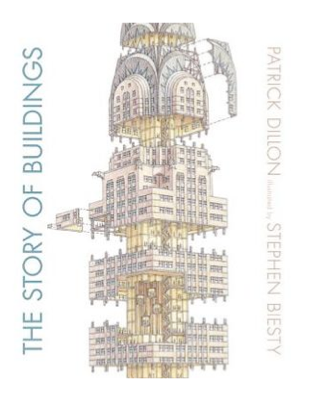 THE STORY OF BUILDINGS
PATRICK DILLON illustrated by STEPHEN BIESTY